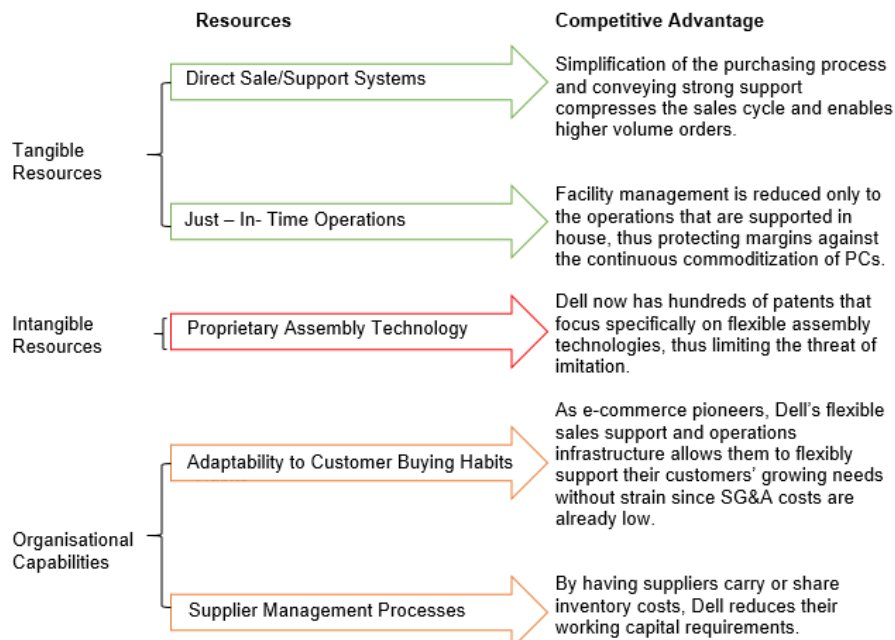 Resources
Competitive Advantage
Tangible
Resources
Direct Sale/Support Systems
Simplification of the purchasing process
and conveying strong support
compresses the sales cycle and enables
higher volume orders.
Just – In- Time Operations
Facility management is reduced only to
the operations that are supported in
house, thus protecting margins against
the continuous commoditization of PCs.
Intangible
Resources
Proprietary Assembly Technology
Dell now has hundreds of patents that
focus specifically on flexible assembly
technologies, thus limiting the threat of
imitation.
Organisational
Capabilities
Adaptability to Customer Buying Habits
As e-commerce pioneers, Dell’s flexible
sales support and operations
infrastructure allows them to flexibly
support their customers’ growing needs
without strain since SG&A costs are
already low.
Supplier Management Processes
By having suppliers carry or share
inventory costs, Dell reduces their
working capital requirements.